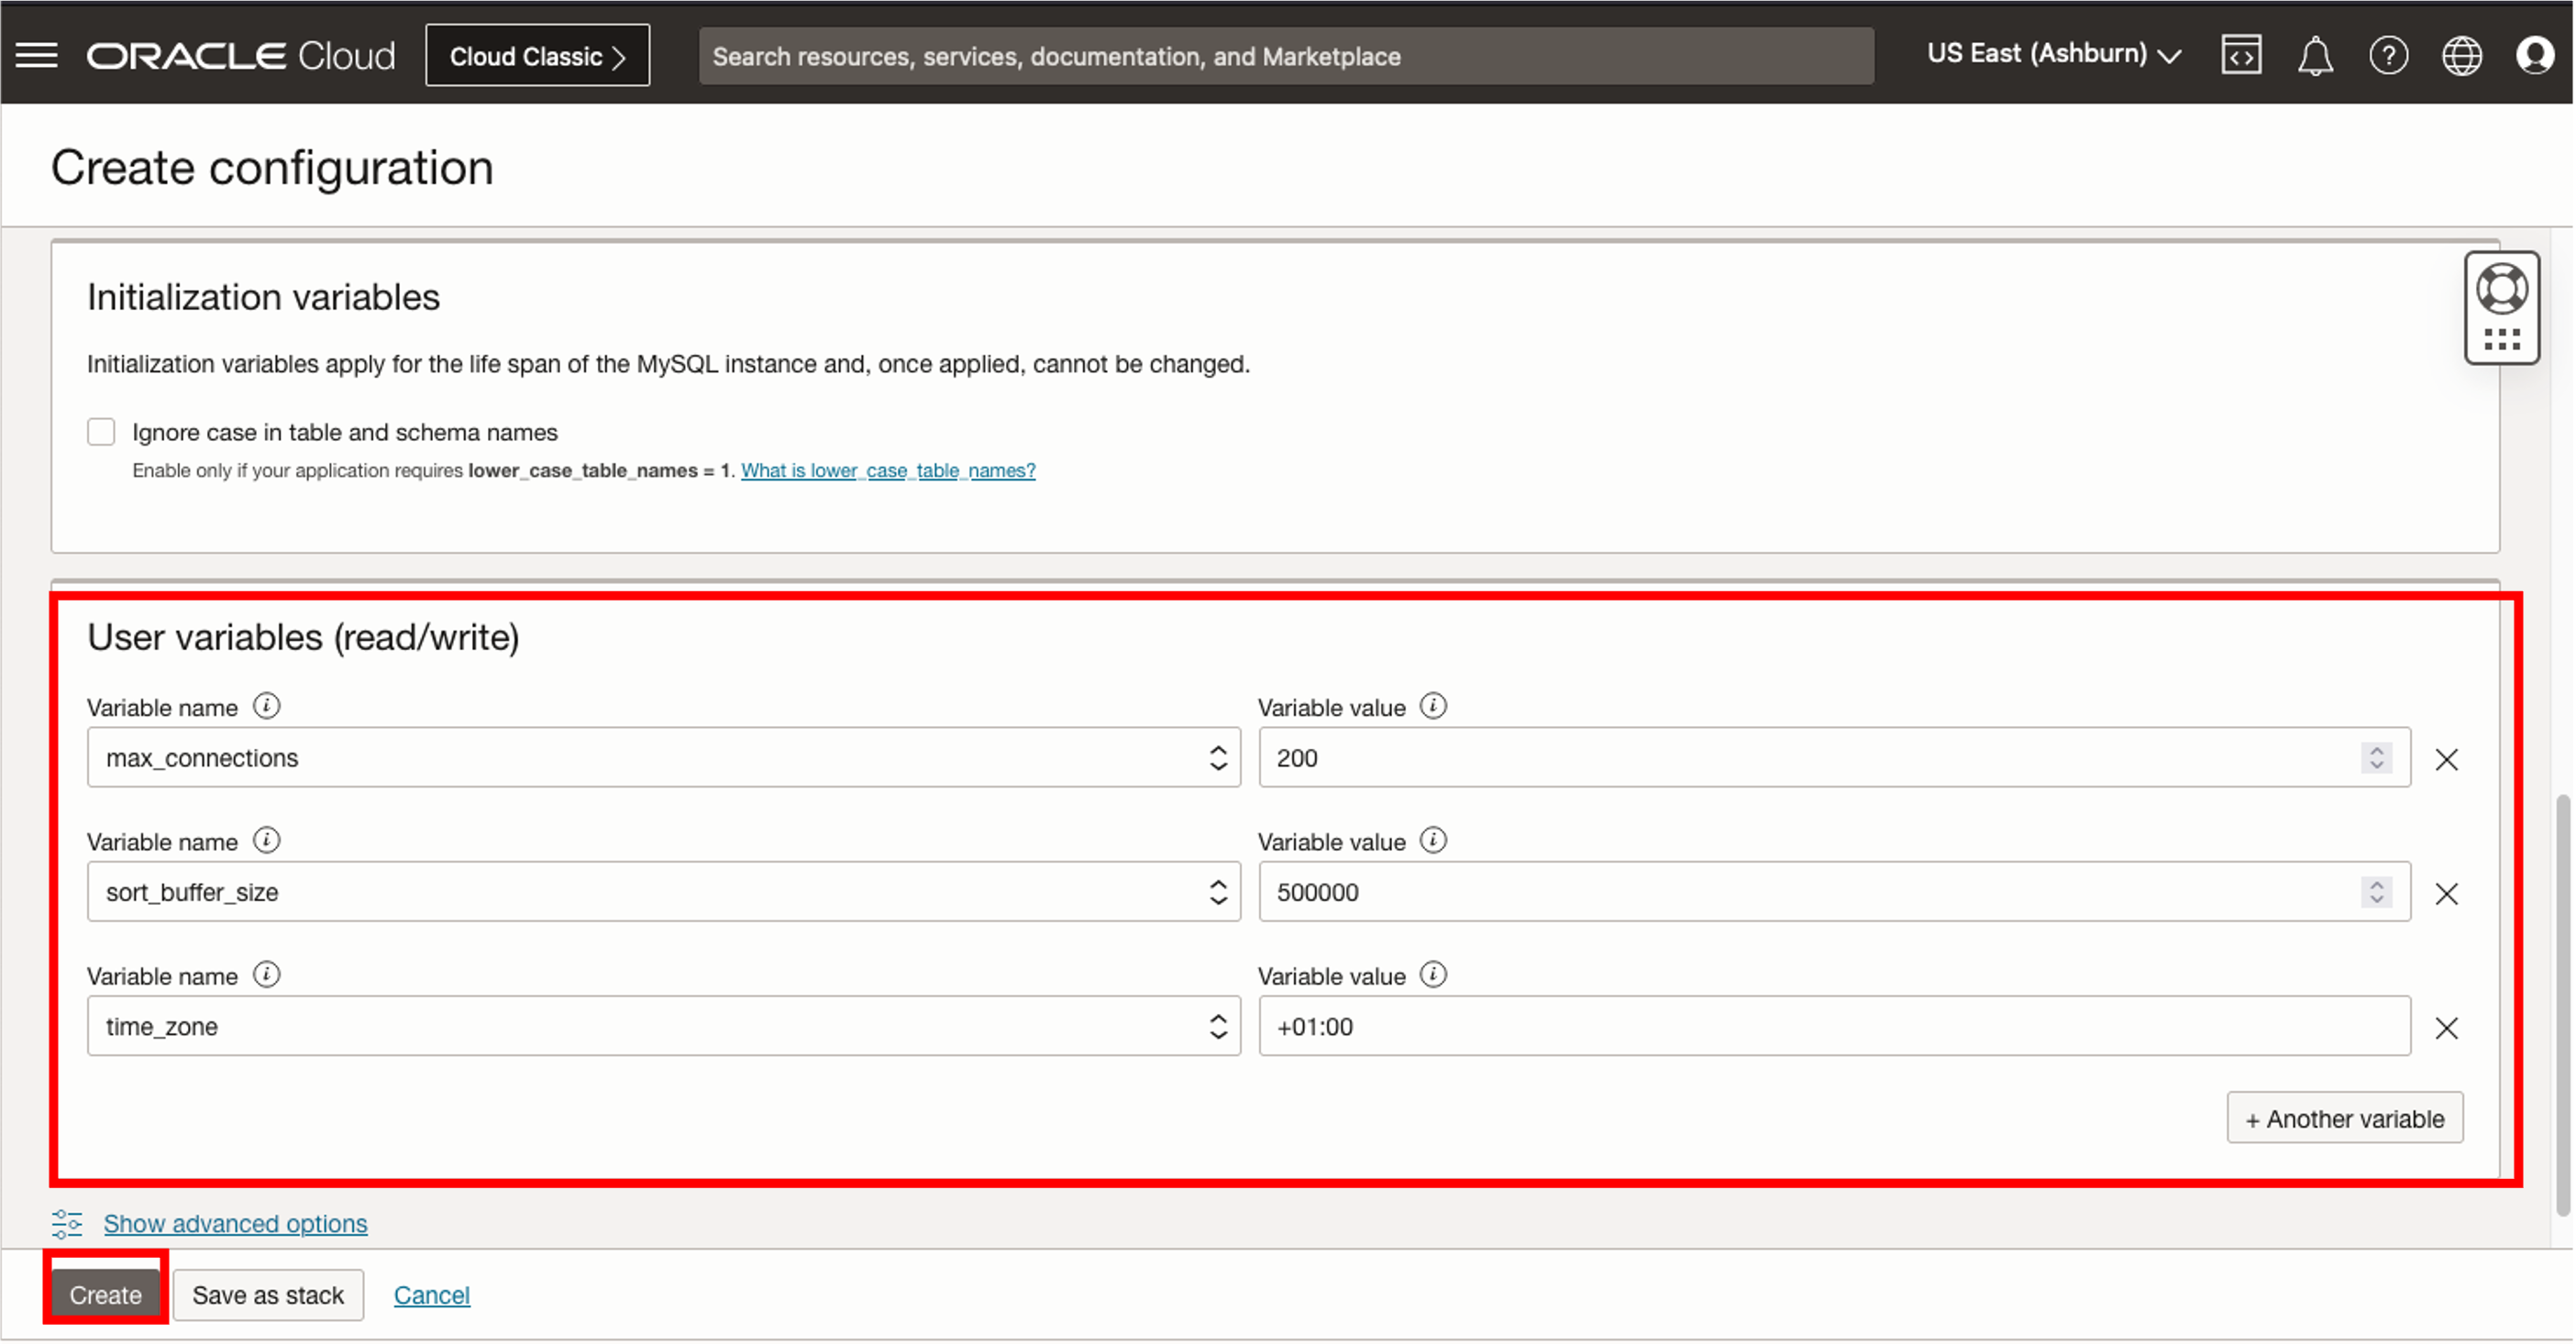 ORACLE Cloud
Cloud Classic
Search resources, services, documentation, and Marketplace
US East (Ashburn)
Create configuration
Initialization variables
Initialization variables apply for the life span of the MySQL instance and, once applied, cannot be changed.
Ignore case in table and schema names
Enable only if your application requires lower_case_table_names = 1. What is lower_case_table_names?
User variables (read/write)
Variable name
Variable value
max_connections
200
Variable name
Variable value
sort_buffer_size
500000
Variable name
Variable value
time_zone
+01:00
+ Another variable
Show advanced options
Create
Save as stack
Cancel